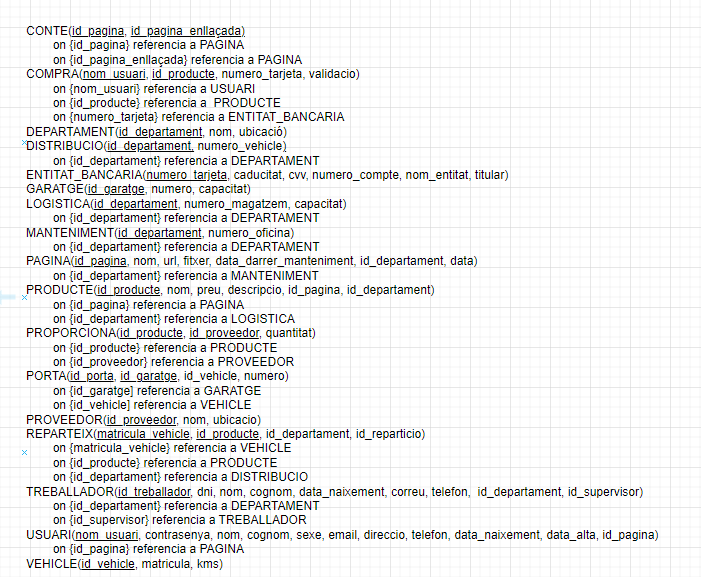 CONTE(id_pagina, id_pagina_enllaçada)
on {id_pagina} referencia a PAGINA
on {id_pagina_enllaçada} referencia a PAGINA
COMPRA(nom_usuari, id_producte, numero_tarjeta, validacio)
on {nom_usuari} referencia a USUARI
on {id_producte} referencia a PRODUCTE
on {numero_tarjeta} referencia a ENTITAT_BANCARIA
DEPARTAMENT(id_departament, nom, ubicació)
DISTRIBUCIO(id_departament, numero_vehicle)
on {id_departament} referencia a DEPARTAMENT
ENTITAT_BANCARIA(numero_tarjeta, caducitat, cvv, numero_compte, nom_entitat, titular)
GARATGE(id_garatge, numero, capacitat)
LOGISTICA(id_departament, numero_magatzem, capacitat)
on {id_departament} referencia a DEPARTAMENT
MANTENIMENT(id_departament, numero_oficina)
on {id_departament} referencia a DEPARTAMENT
PAGINA(id_pagina, nom, url, fitxer, data_darrer_manteniment, id_departament, data)
on {id_departament} referencia a MANTENIMENT
PRODUCTE(id_producte, nom, preu, descripcio, id_pagina, id_departament)
on {id_pagina} referencia a PAGINA
on {id_departament} referencia a LOGISTICA
PROPORCIONA(id_producte, id_proveedor, quantitat)
on {id_producte} referencia a PRODUCTE
on {id_proveedor} referencia a PROVEEDOR
PORTA(id_porta, id_garatge, id_vehicle, numero)
on {id_garatge] referencia a GARATGE
on {id_vehicle] referencia a VEHICLE
PROVEEDOR(id_proveedor, nom, ubicacio)
REPARTEIX(matricula_vehicle, id_producte, id_departament, id_reparticio)
on {matricula_vehicle} referencia a VEHICLE
on {id_producte} referencia a PRODUCTE
on {id_departament} referencia a DISTRIBUCIO
TREBALLADOR(id_treballador, dni, nom, cognom, data_naixement, correu, telefon, id_departament, id_supervisor)
on {id_departament} referencia a DEPARTAMENT
on {id_supervisor} referencia a TREBALLADOR
USUARI(nom_usuari, contrasenya, nom, cognom, sexe, email, direccio, telefon, data_naixement, data_alta, id_pagina)
on {id_pagina} referencia a PAGINA
VEHICLE(id_vehicle, matricula, kms)